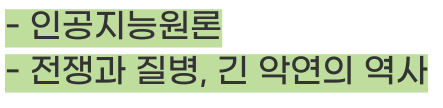 - 인공지능원론
- 전쟁과 질병, 긴 악연의 역사